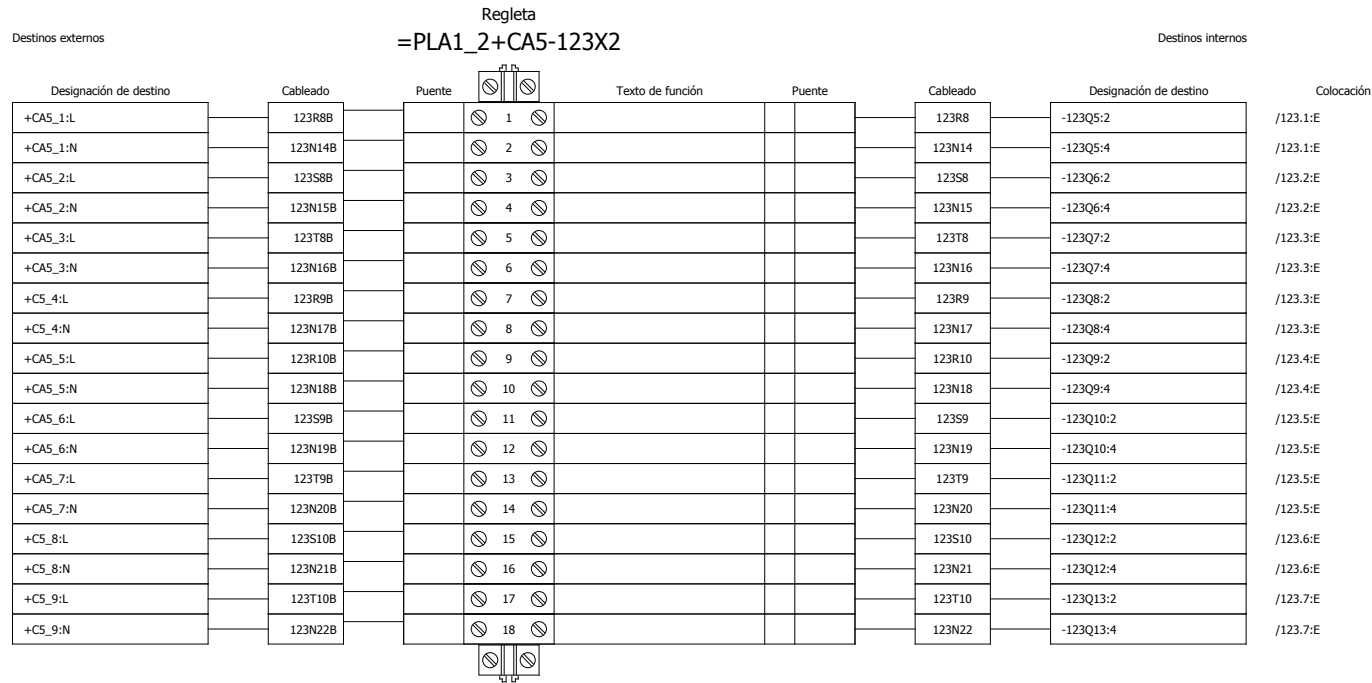 Regleta
Destinos externos =PLA1_2+CA5-123X2 Destinos internos
Designación de destino Cableado Puente Texto de función Puente Cableado Designación de destino Colocación
+CA5_1:L 123R8B 1 123R8 -123Q5:2 /123.1:E
+CA5_1:N 123N14B 2 123N14 -123Q5:4 /123.1:E
+CA5_2:L 123S8B 3 123S8 -123Q6:2 /123.2:E
+CA5_2:N 123N15B 4 123N15 -123Q6:4 /123.2:E
+CA5_3:L 123T8B 5 123T8 -123Q7:2 /123.3:E
+CA5_3:N 123N16B 6 123N16 -123Q7:4 /123.3:E
+C5_4:L 123R9B 7 123R9 -123Q8:2 /123.3:E
+C5_4:N 123N17B 8 123N17 -123Q8:4 /123.3:E
+CA5_5:L 123R10B 9 123R10 -123Q9:2 /123.4:E
+CA5_5:N 123N18B 10 123N18 -123Q9:4 /123.4:E
+CA5_6:L 123S9B 11 123S9 -123Q10:2 /123.5:E
+CA5_6:N 123N19B 12 123N19 -123Q10:4 /123.5:E
+CA5_7:L 123T9B 13 123T9 -123Q11:2 /123.5:E
+CA5_7:N 123N20B 14 123N20 -123Q11:4 /123.5:E
+C5_8:L 123S10B 15 123S10 -123Q12:2 /123.6:E
+C5_8:N 123N21B 16 123N21 -123Q12:4 /123.6:E
+C5_9:L 123T10B 17 123T10 -123Q13:2 /123.7:E
+C5_9:N 123N22B 18 123N22 -123Q13:4 /123.7:E